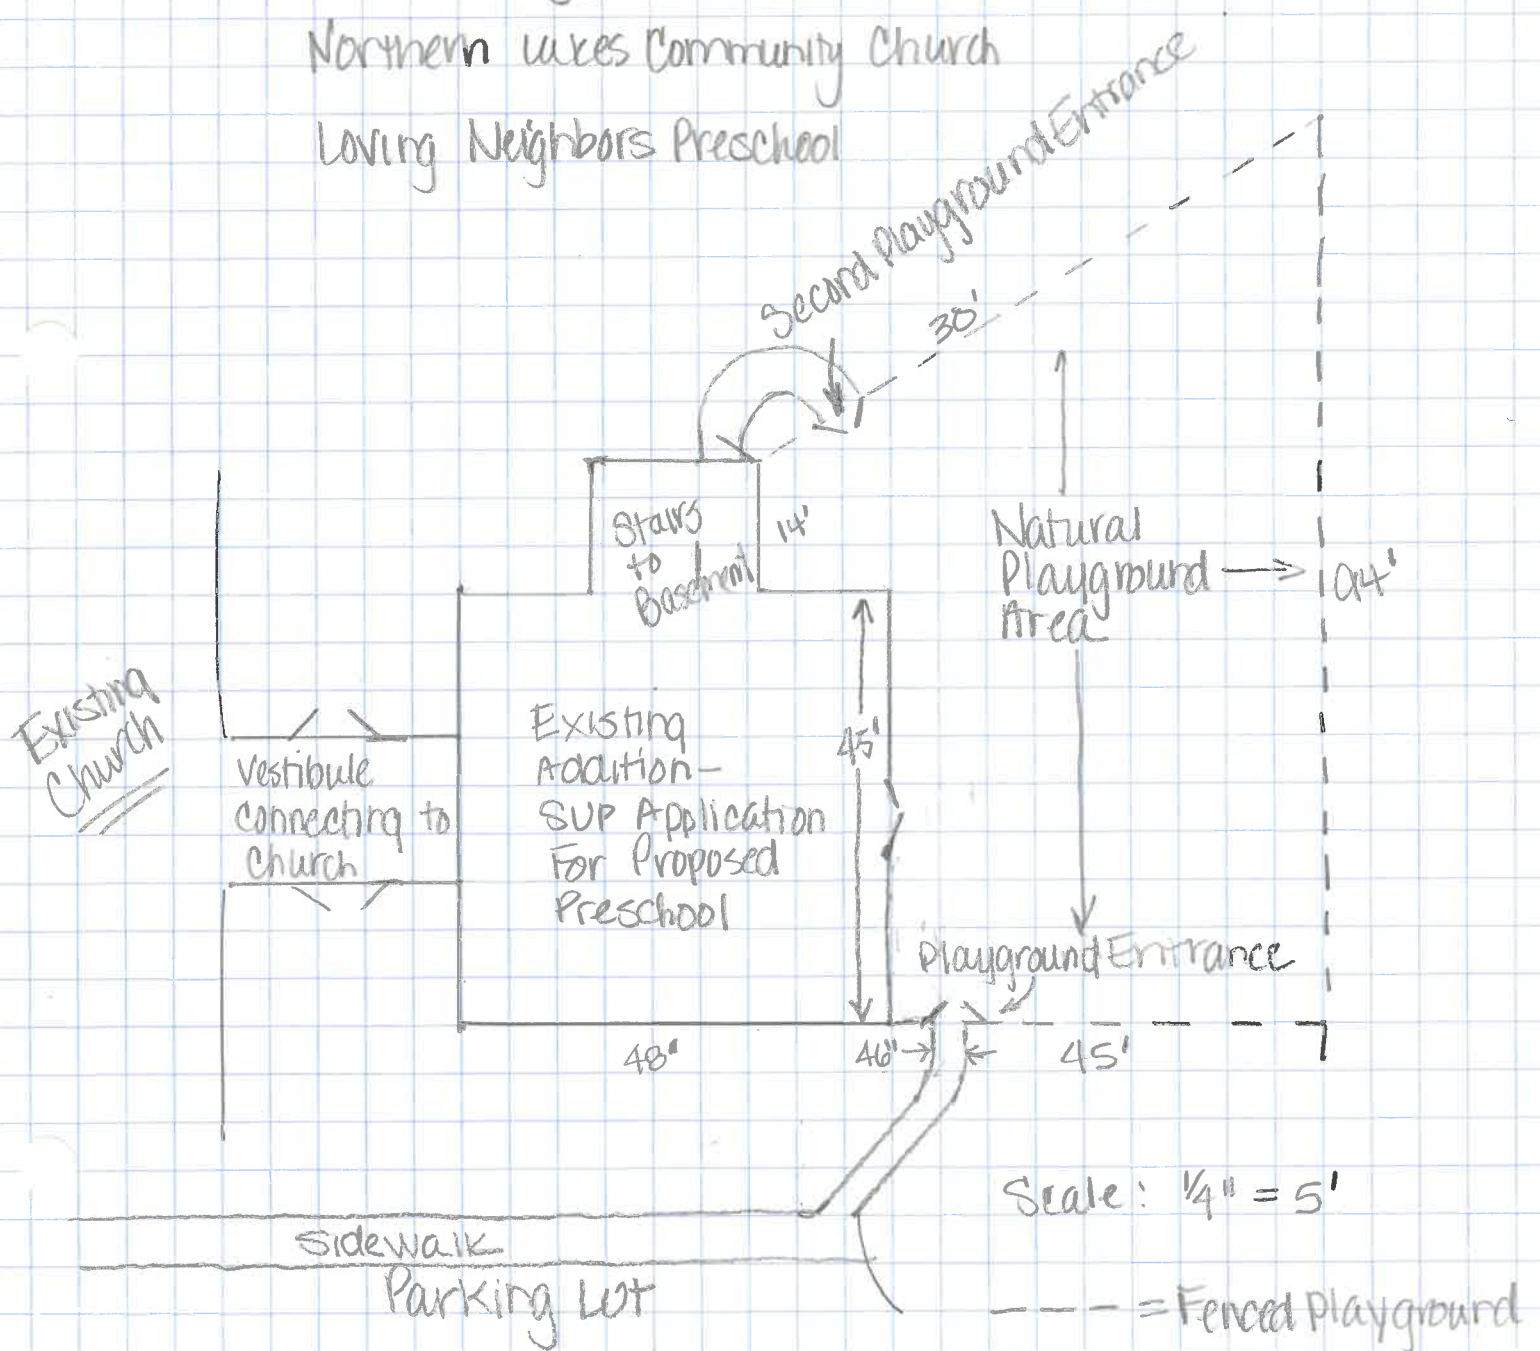 Northern Lakes Community Church
Loving Neighbors Preschool
Second Playground Entrance
38'
Stairs
to
Basement
14'
Natural
Playground
Area
94'
Existing
Church
Vestibule
connecting to
Church
Existing
Addition-
SUP Application
For Proposed
Preschool
45'
Playground Entrance
48'
46"
45'
Scale: 1/4" = 5'
Sidewalk
Parking Lot
---- = Fenced Playground